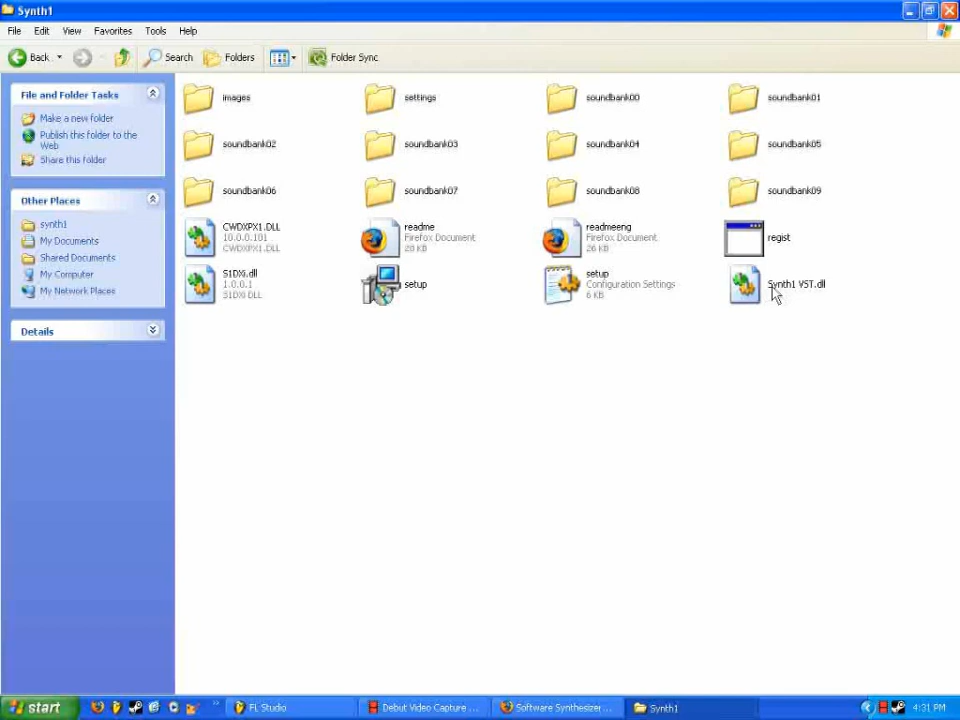 Synth1
File Edit View Favorites Tools Help
Back Search Folders Folder Sync
File and Folder Tasks
Make a new folder
Publish this folder to the
Web
Share this folder
Other Places
synth1
My Documents
Shared Documents
My Computer
My Network Places
Details
images settings soundbank00 soundbank01
soundbank02 soundbank03 soundbank04 soundbank05
soundbank06 soundbank07 soundbank08 soundbank09
CWDXPX1.DLL
10.0.0.101
CWDXPX1.DLL
readme
Firefox Document
20 KB
readmeeng
Firefox Document
26 KB
regist
S1DXi.dll
1.0.0.1
S1DXi DLL
setup
setup
Configuration Settings
6 KB
Synth1 VST.dll
start FL Studio Debut Video Capture ... Software Synthesizer... Synth1 4:31 PM